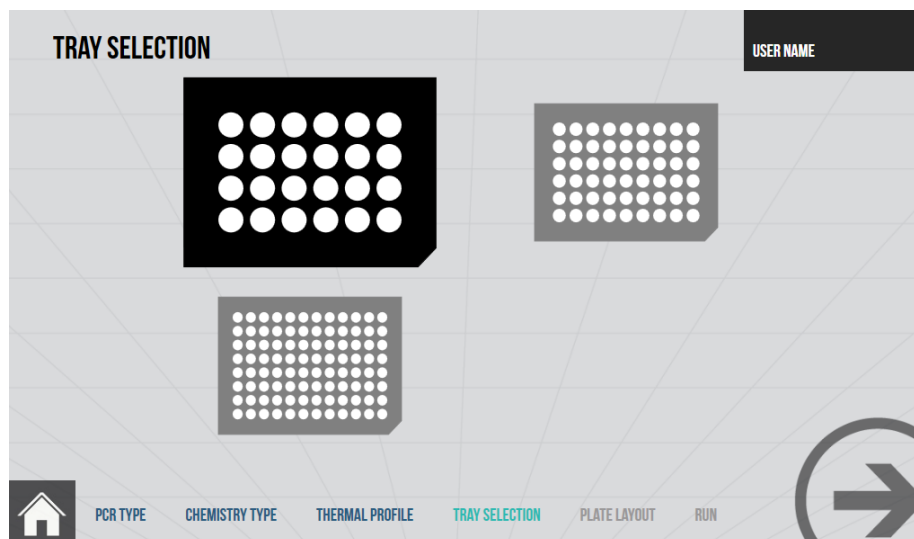 TRAY SELECTION
USER NAME
PCR TYPE
CHEMISTRY TYPE
THERMAL PROFILE
TRAY SELECTION
PLATE LAYOUT
RUN